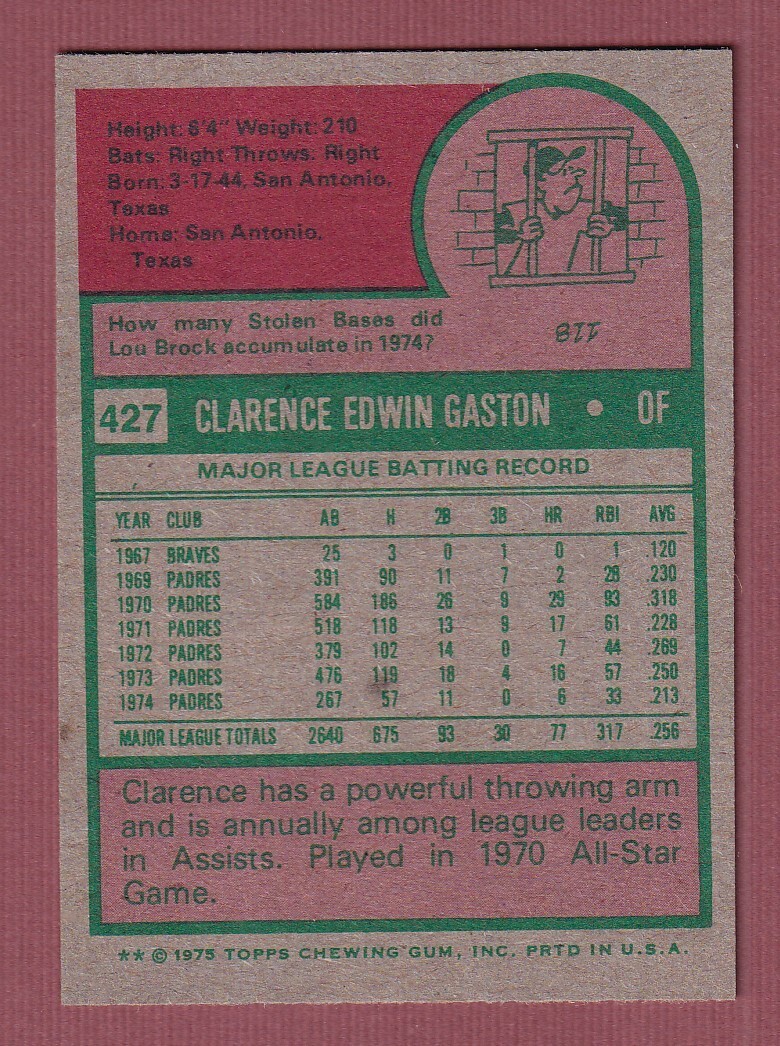 Height: 6'4" Weight: 210
Bats: Right Throws: Right
Born: 3-17-44, San Antonio,
Texas
Home: San Antonio,
Texas
How many Stolen Bases did
Lou Brock accumulate in 1974?
118
427 CLARENCE EDWIN GASTON • OF
MAJOR LEAGUE BATTING RECORD
YEAR CLUB AB H 2B 3B HR RBI AVG
1967 BRAVES 25 3 0 1 0 1 .120
1969 PADRES 391 90 11 7 2 28 .230
1970 PADRES 584 186 26 9 29 93 .318
1971 PADRES 518 118 13 9 17 61 .228
1972 PADRES 379 102 14 0 7 44 .269
1973 PADRES 476 119 18 4 16 57 .250
1974 PADRES 267 57 11 0 6 33 .213
MAJOR LEAGUE TOTALS 2640 675 93 30 77 317 .256
Clarence has a powerful throwing arm
and is annually among league leaders
in Assists. Played in 1970 All-Star
Game.
** © 1975 TOPPS CHEWING GUM, INC. PRTD IN U.S.A.